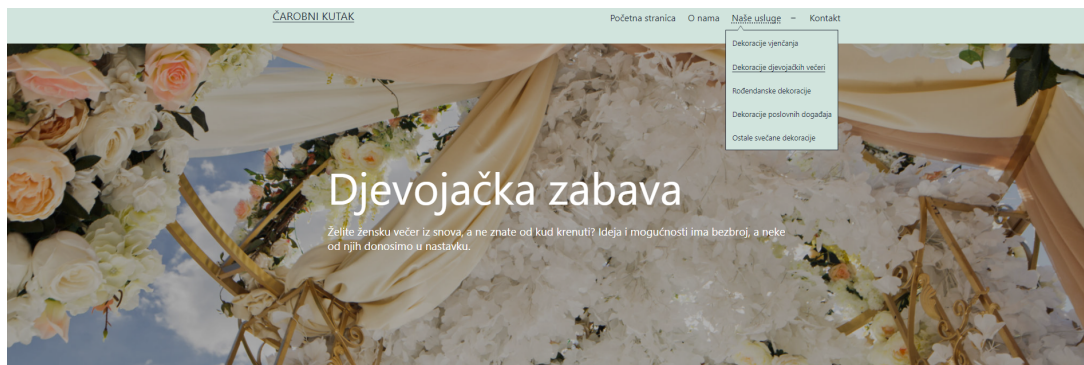 ČAROBNI KUTAK
Početna stranica
O nama
Naše usluge –
Kontakt
Dekoracije vjenčanja
Dekoracije djevojačkih večeri
Rođendanske dekoracije
Dekoracije poslovnih događaja
Ostale svečane dekoracije
Djevojačka zabava
Želite žensku večer iz snova, a ne znate od kud krenuti? Ideja i mogućnosti ima bezbroj, a neke
od njih donosimo u nastavku.